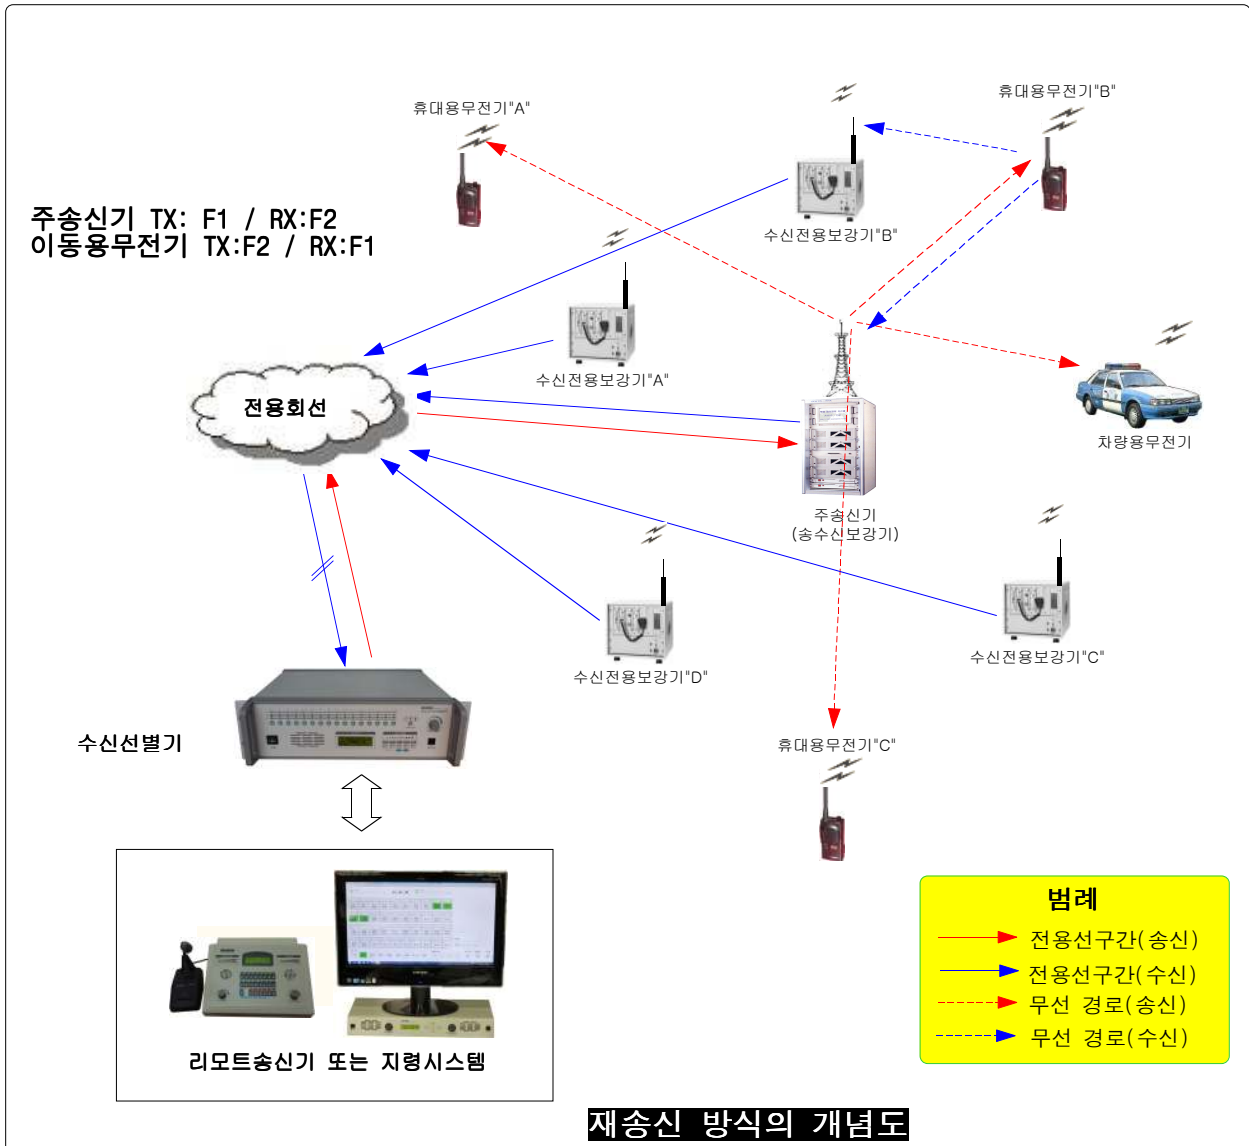 휴대용무전기"A"
휴대용무전기"B"
주송신기 TX: F1 / RX:F2
이동용무전기 TX:F2 / RX:F1
수신전용보강기"B"
수신전용보강기"A"
전용회선
차량용무전기
주송신기
(송수신보강기)
수신전용보강기"D"
수신전용보강기"C"
수신선별기
휴대용무전기"C"
리모트송신기 또는 지령시스템
범례
전용선구간(송신)
전용선구간(수신)
무선 경로(송신)
무선 경로(수신)
재송신 방식의 개념도